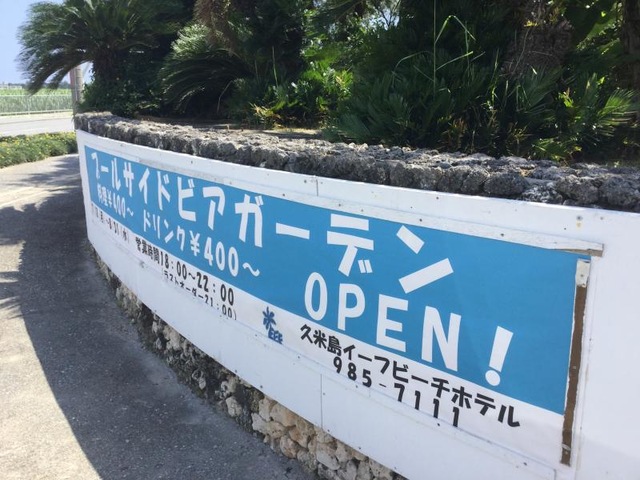 プールサイドビアガーデン OPEN!
料理¥400〜 ドリンク¥400〜
営業時間18:00〜22:00
(ラストオーダー21:00)
久米島イーフビーチホテル
985-7111